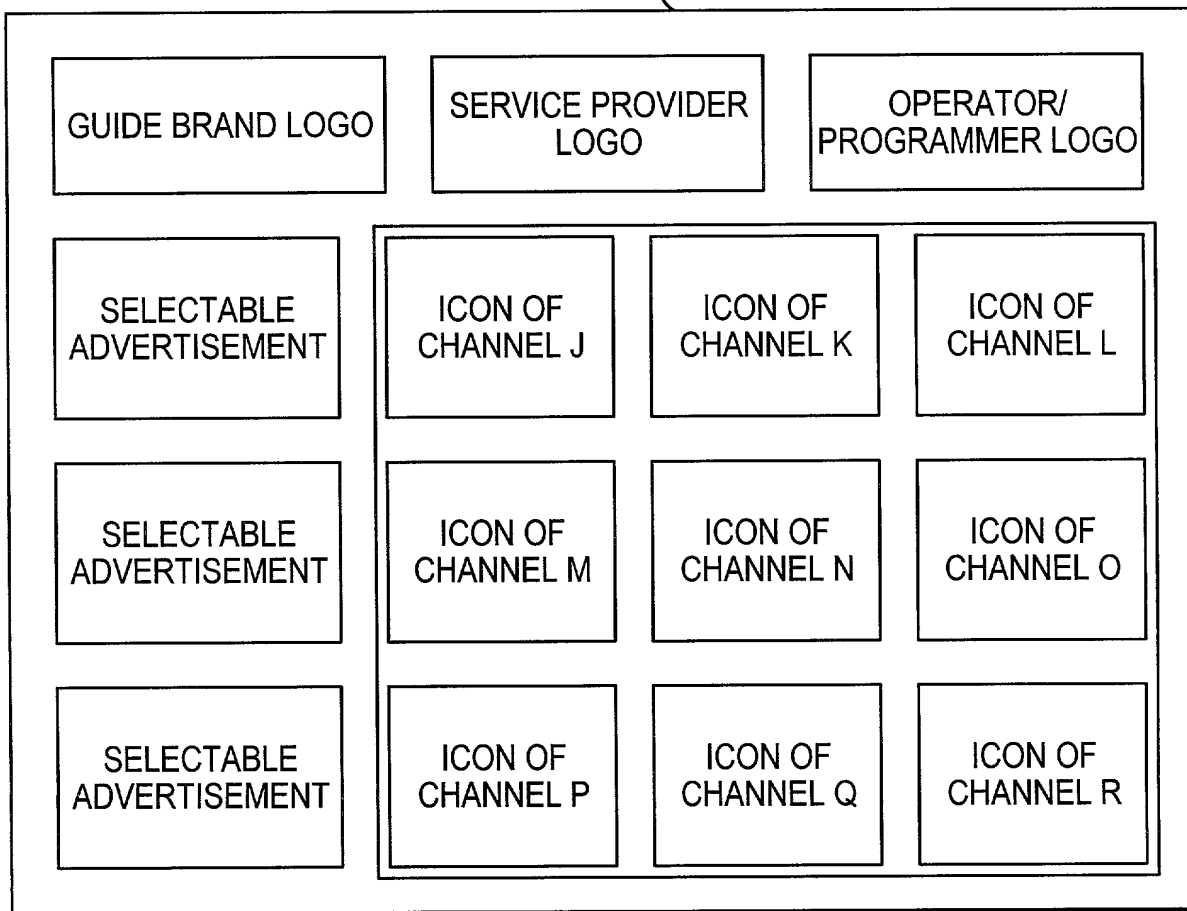 GUIDE BRAND LOGO
SERVICE PROVIDER
LOGO
OPERATOR/
PROGRAMMER LOGO
SELECTABLE
ADVERTISEMENT
ICON OF
CHANNEL J
ICON OF
CHANNEL K
ICON OF
CHANNEL L
SELECTABLE
ADVERTISEMENT
ICON OF
CHANNEL M
ICON OF
CHANNEL N
ICON OF
CHANNEL O
SELECTABLE
ADVERTISEMENT
ICON OF
CHANNEL P
ICON OF
CHANNEL Q
ICON OF
CHANNEL R